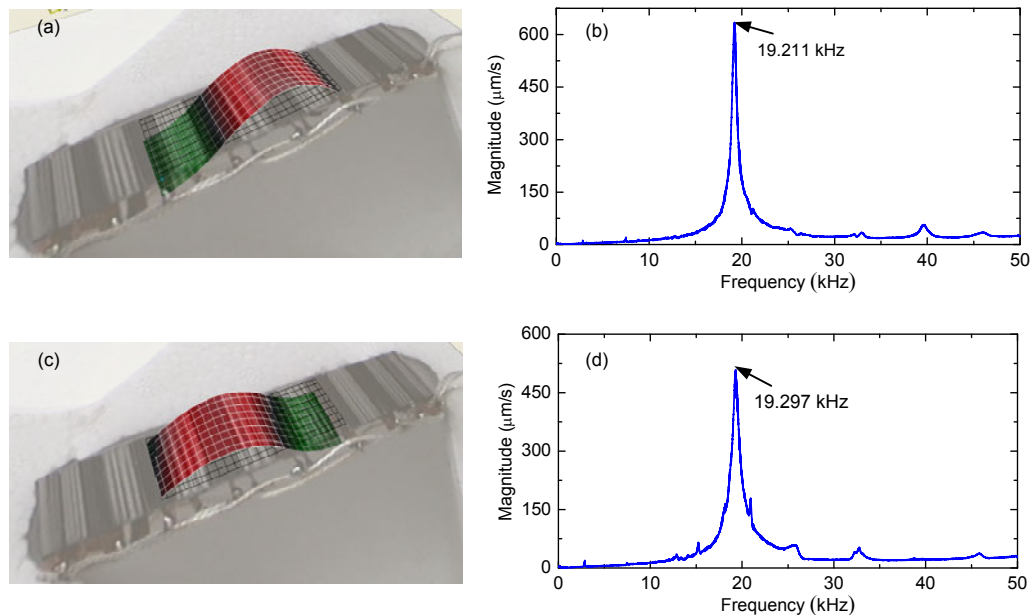 (a)
(b)
19.211 kHz
Magnitude (μm/s)
600
450
300
150
0
0 10 20 30 40 50
Frequency (kHz)
(c)
(d)
19.297 kHz
Magnitude (μm/s)
600
450
300
150
0
0 10 20 30 40 50
Frequency (kHz)